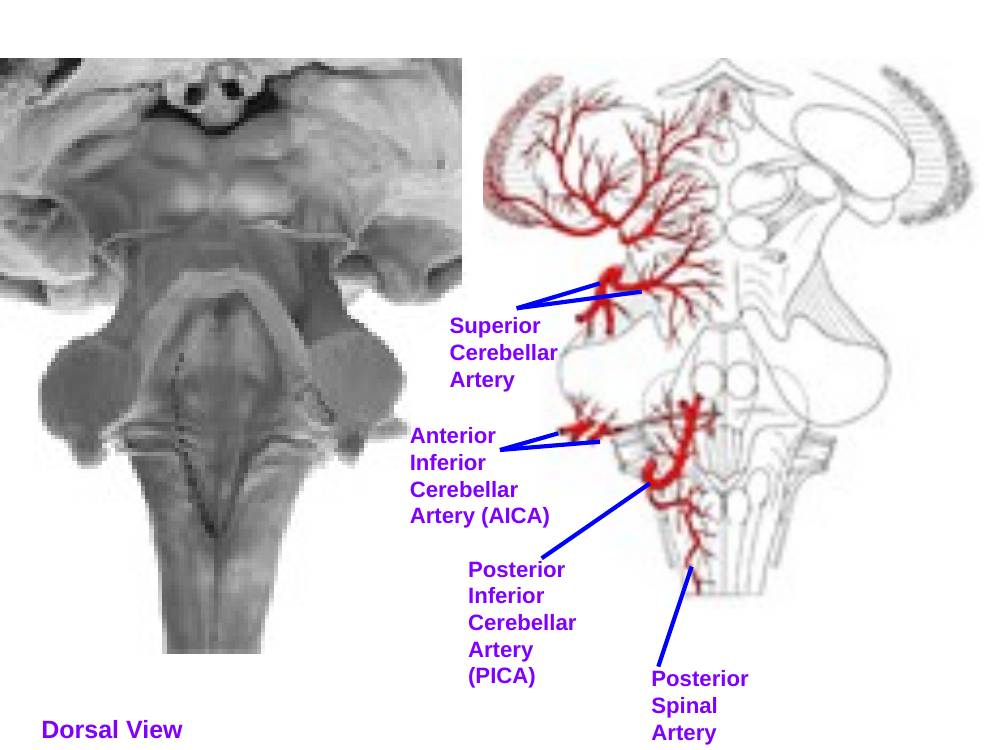 Superior
Cerebellar
Artery
Anterior
Inferior
Cerebellar
Artery (AICA)
Posterior
Inferior
Cerebellar
Artery
(PICA)
Posterior
Spinal
Artery
Dorsal View